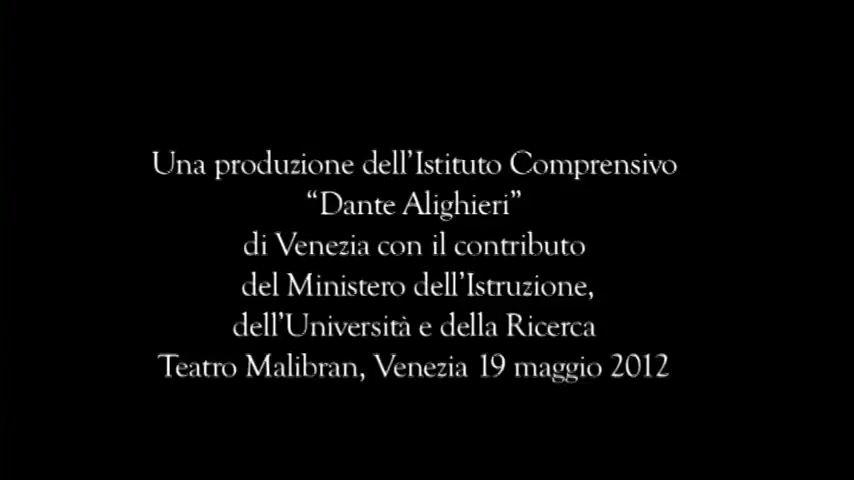 Una produzione dell'Istituto Comprensivo
“Dante Alighieri”
di Venezia con il contributo
del Ministero dell'Istruzione,
dell'Università e della Ricerca
Teatro Malibran, Venezia 19 maggio 2012